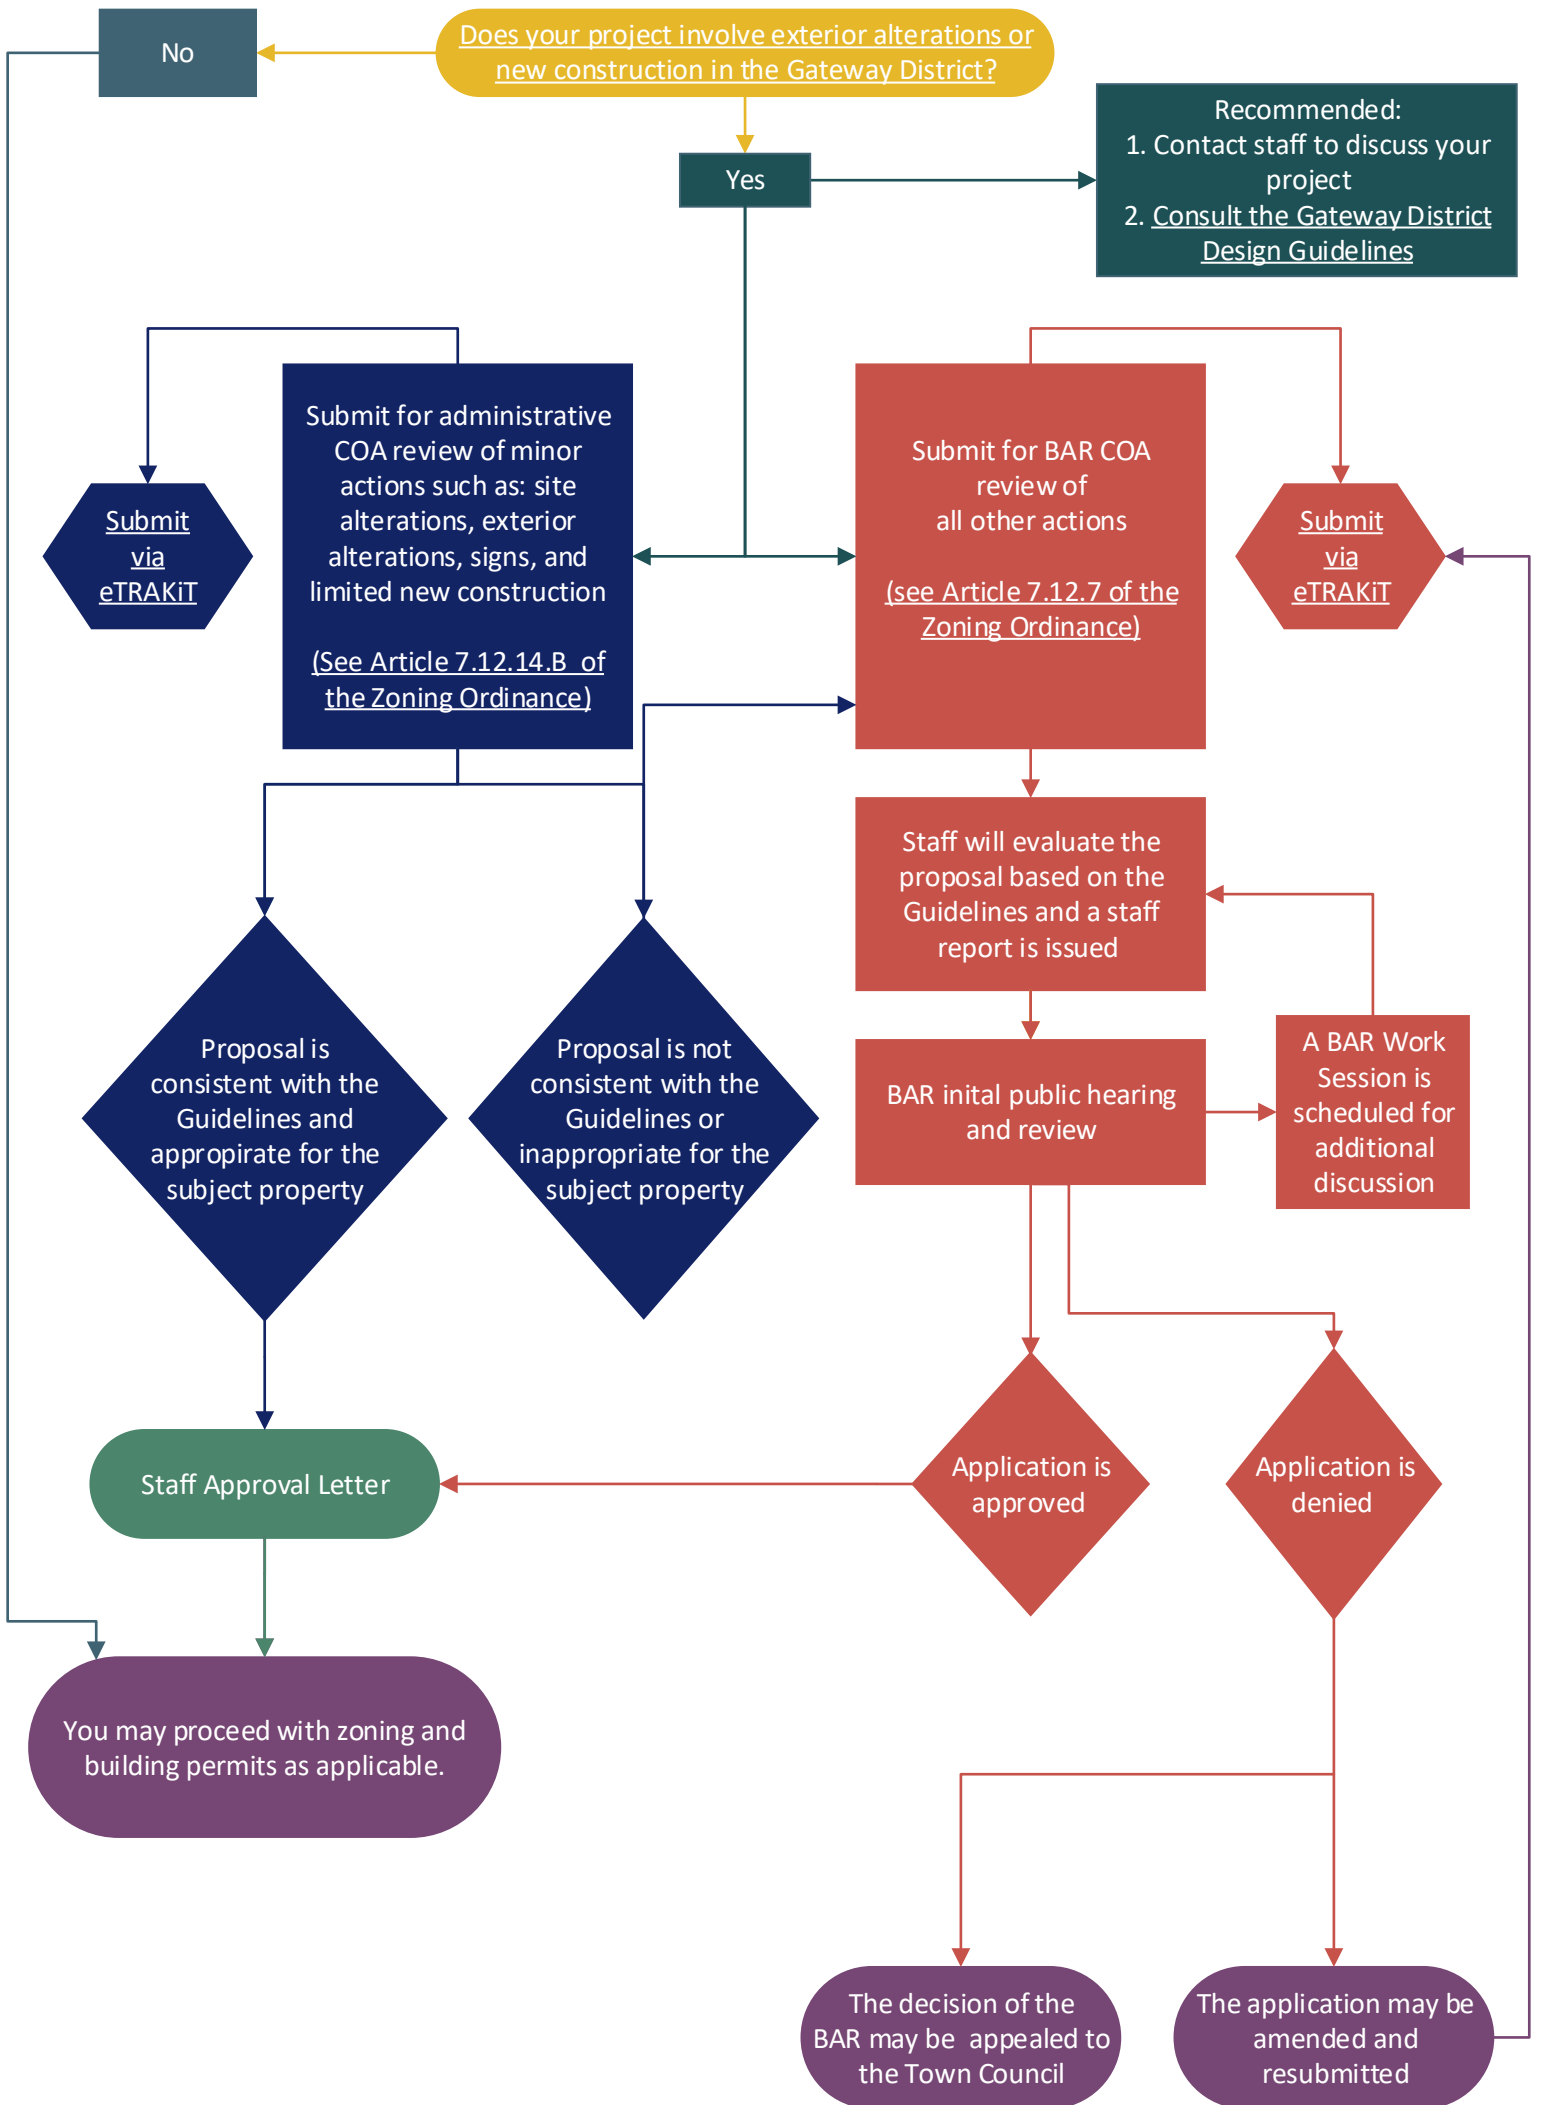 No
Does your project involve exterior alterations or
new construction in the Gateway District?
Yes
Recommended:
1. Contact staff to discuss your
project
2. Consult the Gateway District
Design Guidelines
Submit
via
eTRAKiT
Submit for administrative
COA review of minor
actions such as: site
alterations, exterior
alterations, signs, and
limited new construction
(See Article 7.12.14.B  of
the Zoning Ordinance)
Submit for BAR COA
review of
all other actions
(see Article 7.12.7 of the
Zoning Ordinance)
Submit
via
eTRAKiT
Staff will evaluate the
proposal based on the
Guidelines and a staff
report is issued
Proposal is
consistent with the
Guidelines and
appropirate for the
subject property
Proposal is not
consistent with the
Guidelines or
inappropriate for the
subject property
BAR inital public hearing
and review
A BAR Work
Session is
scheduled for
additional
discussion
Staff Approval Letter
Application is
approved
Application is
denied
You may proceed with zoning and
building permits as applicable.
The decision of the
BAR may be  appealed to
the Town Council
The application may be
amended and
resubmitted